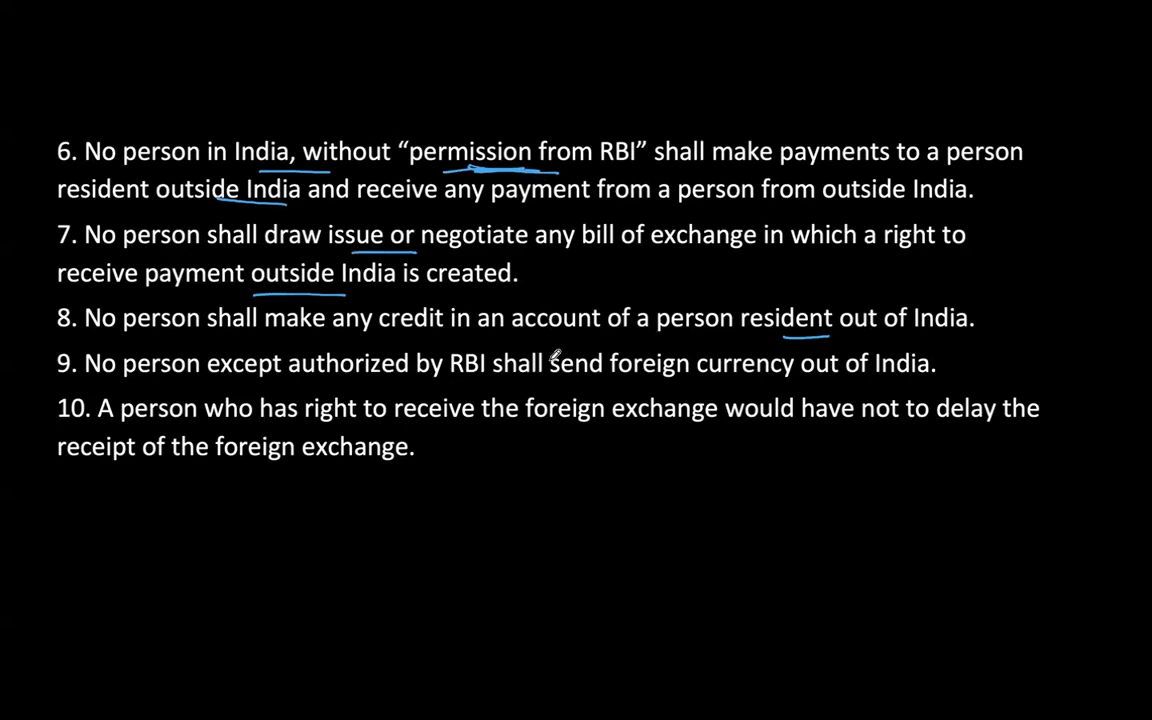 6. No person in India, without “permission from RBI” shall make payments to a person
resident outside India and receive any payment from a person from outside India.
7. No person shall draw issue or negotiate any bill of exchange in which a right to
receive payment outside India is created.
8. No person shall make any credit in an account of a person resident out of India.
9. No person except authorized by RBI shall send foreign currency out of India.
10. A person who has right to receive the foreign exchange would have not to delay the
receipt of the foreign exchange.